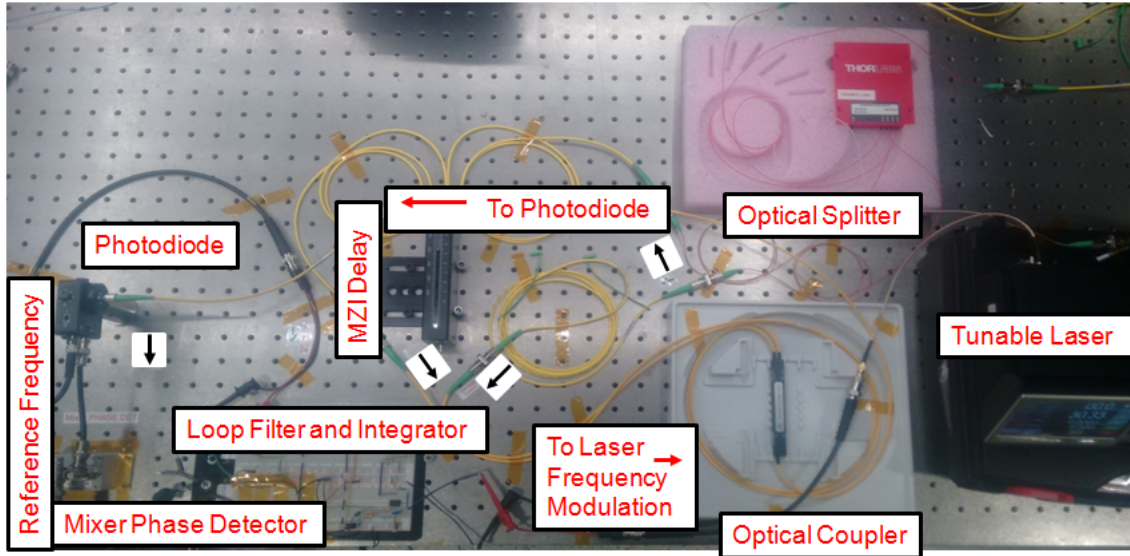 THORLABS
To Photodiode
Optical Splitter
Photodiode
MZI Delay
Reference Frequency
Tunable Laser
Loop Filter and Integrator
To Laser
Frequency
Modulation
Mixer Phase Detector
Optical Coupler